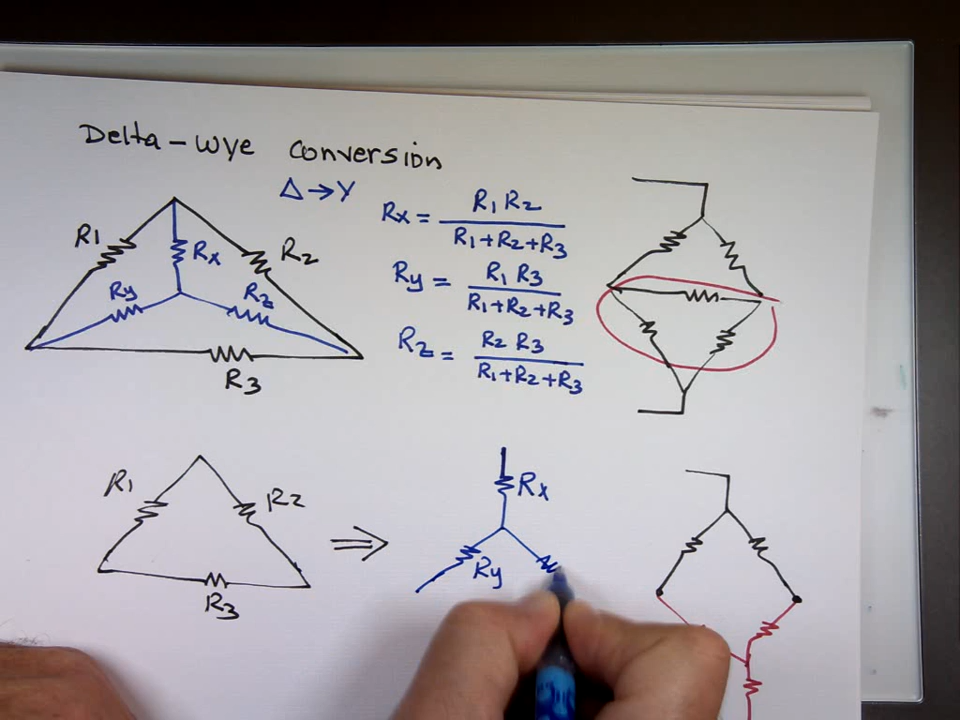 Delta-wye conversion
Δ→Y
R1
Rx
R2
Ry
Rz
R3
Rx = R1 R2 / R1+R2+R3
Ry = R1 R3 / R1+R2+R3
Rz = R2 R3 / R1+R2+R3
R1
R2
R3
⇒
Rx
Ry